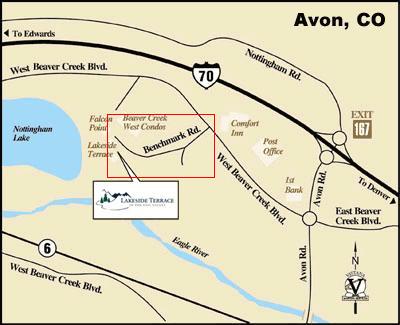 Avon, CO
To Edwards
West Beaver Creek Blvd.
70
Nottingham Rd.
EXIT
167
Nottingham
Lake
Falcon
Point
Beaver Creek
West Condos
Comfort
Inn
Benchmark Rd.
Post
Office
Lakeside
Terrace
West Beaver Creek Blvd.
1st
Bank
Avon Rd.
To Denver
LAKESIDE TERRACE
East Beaver
Creek Blvd.
Eagle River
Avon Rd.
6
West Beaver Creek Blvd.
N
V